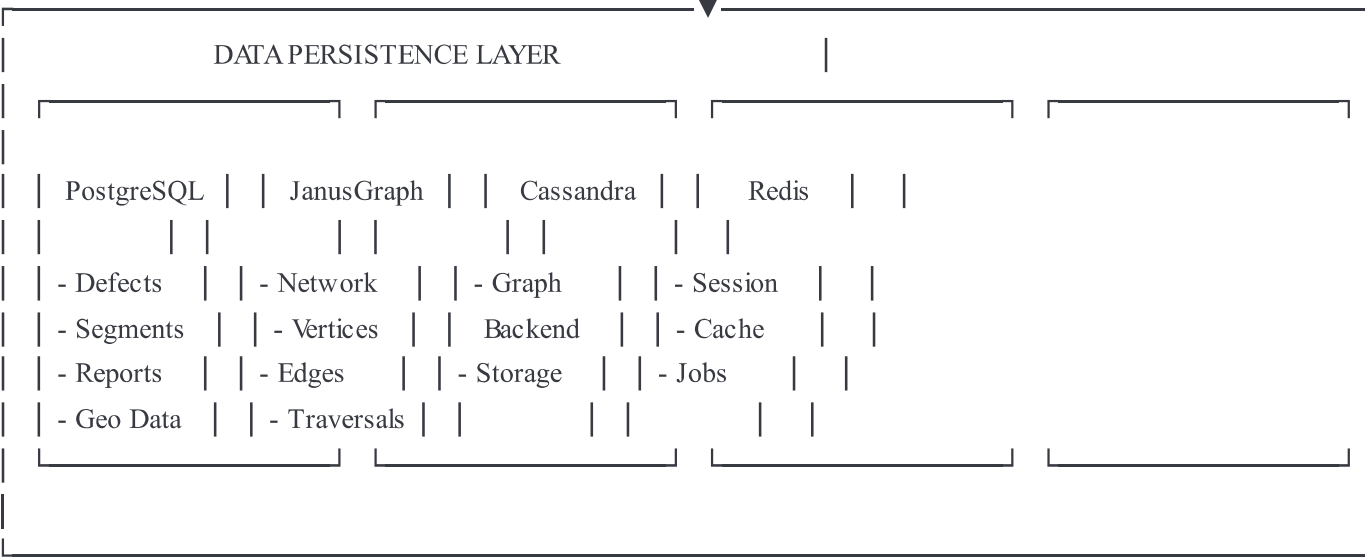 DATA PERSISTENCE LAYER
PostgreSQL JanusGraph Cassandra Redis
- Defects - Network - Graph - Session
- Segments - Vertices Backend - Cache
- Reports - Edges - Storage - Jobs
- Geo Data - Traversals